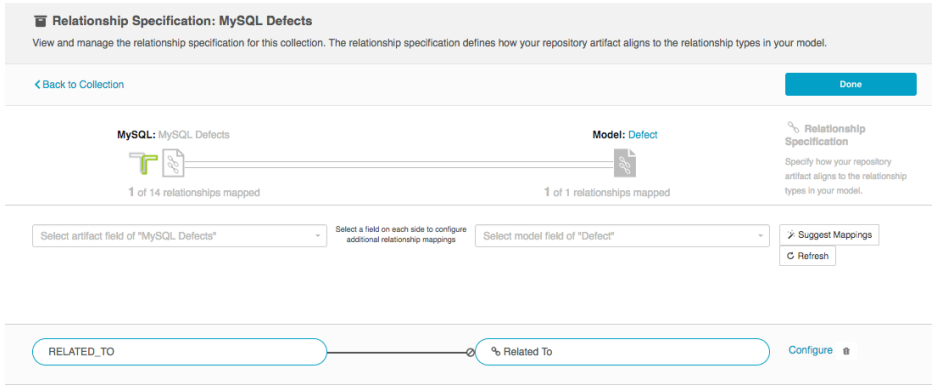 Relationship Specification: MySQL Defects
View and manage the relationship specification for this collection. The relationship specification defines how your repository artifact aligns to the relationship types in your model.
Back to Collection
Done
MySQL: MySQL Defects
1 of 14 relationships mapped
Model: Defect
1 of 1 relationships mapped
Relationship
Specification
Specify how your repository
artifact aligns to the relationship
types in your model.
Select artifact field of "MySQL Defects"
Select a field on each side to configure
additional relationship mappings
Select model field of "Defect"
Suggest Mappings
Refresh
RELATED_TO
Related To
Configure